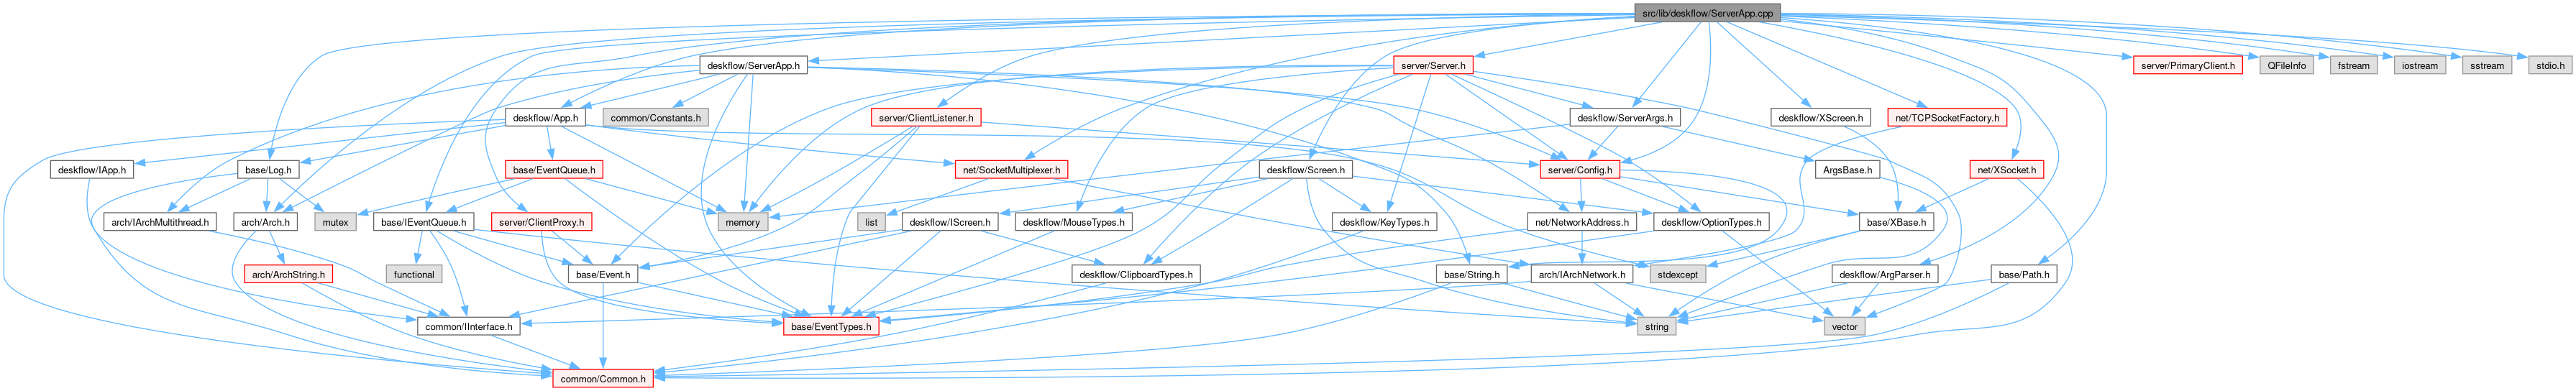 src/lib/deskflow/ServerApp.cpp
deskflow/ServerApp.h
server/Server.h
server/PrimaryClient.h
QFileInfo
fstream
iostream
sstream
stdio.h
deskflow/App.h
common/Constants.h
server/ClientListener.h
deskflow/ServerArgs.h
deskflow/XScreen.h
net/TCPSocketFactory.h
deskflow/IApp.h
base/Log.h
base/EventQueue.h
net/SocketMultiplexer.h
deskflow/Screen.h
server/Config.h
ArgsBase.h
net/XSocket.h
arch/IArchMultithread.h
arch/Arch.h
mutex
base/IEventQueue.h
server/ClientProxy.h
memory
list
deskflow/IScreen.h
deskflow/MouseTypes.h
deskflow/KeyTypes.h
net/NetworkAddress.h
deskflow/OptionTypes.h
base/XBase.h
arch/ArchString.h
functional
base/Event.h
deskflow/ClipboardTypes.h
base/String.h
arch/IArchNetwork.h
stdexcept
deskflow/ArgParser.h
base/Path.h
common/IInterface.h
base/EventTypes.h
string
vector
common/Common.h